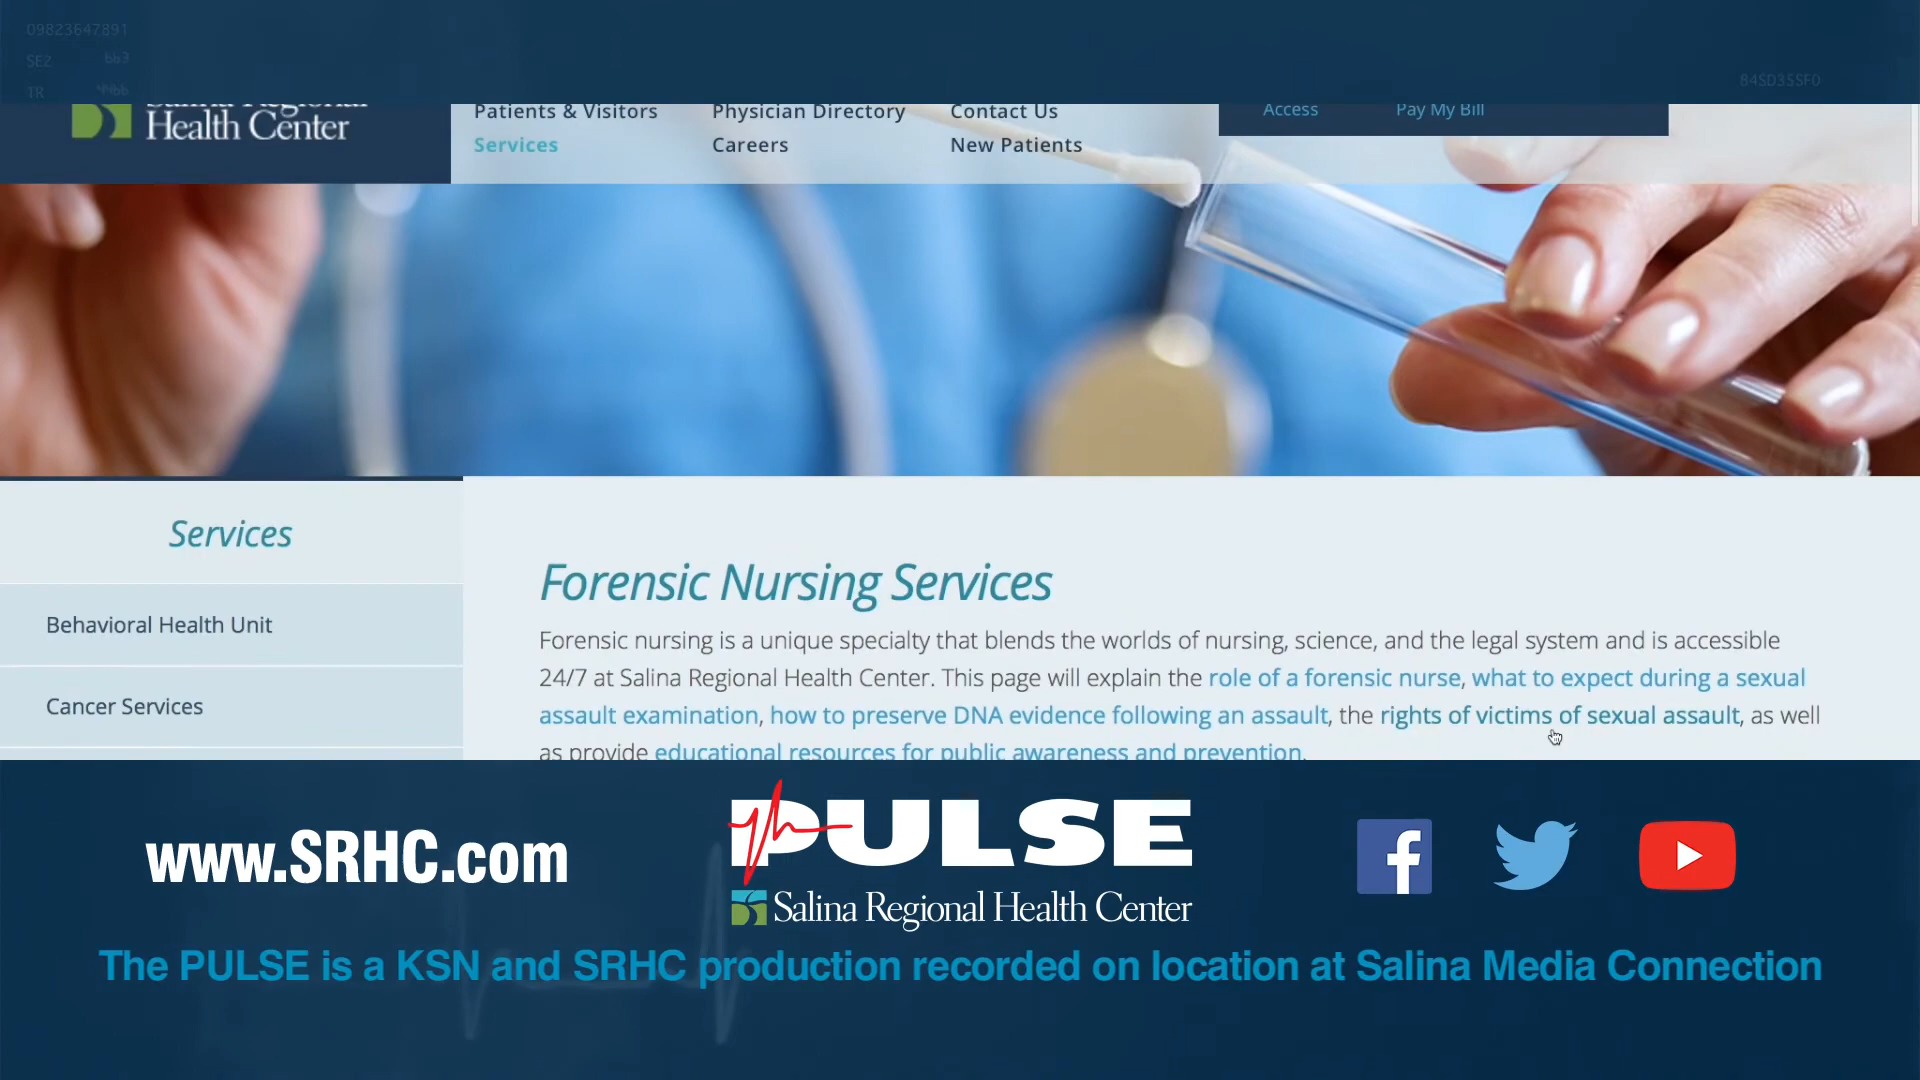 09823647891
SEZ
TR
84SD3SSF0
Salina Regional
Health Center
Patients & Visitors
Physician Directory
Contact Us
Access
Pay My Bill
Services
Careers
New Patients
Services
Behavioral Health Unit
Cancer Services
Forensic Nursing Services
Forensic nursing is a unique specialty that blends the worlds of nursing, science, and the legal system and is accessible
24/7 at Salina Regional Health Center. This page will explain the role of a forensic nurse, what to expect during a sexual
assault examination, how to preserve DNA evidence following an assault, the rights of victims of sexual assault, as well
as provide educational resources for public awareness and prevention.
www.SRHC.com
PULSE
Salina Regional Health Center
The PULSE is a KSN and SRHC production recorded on location at Salina Media Connection